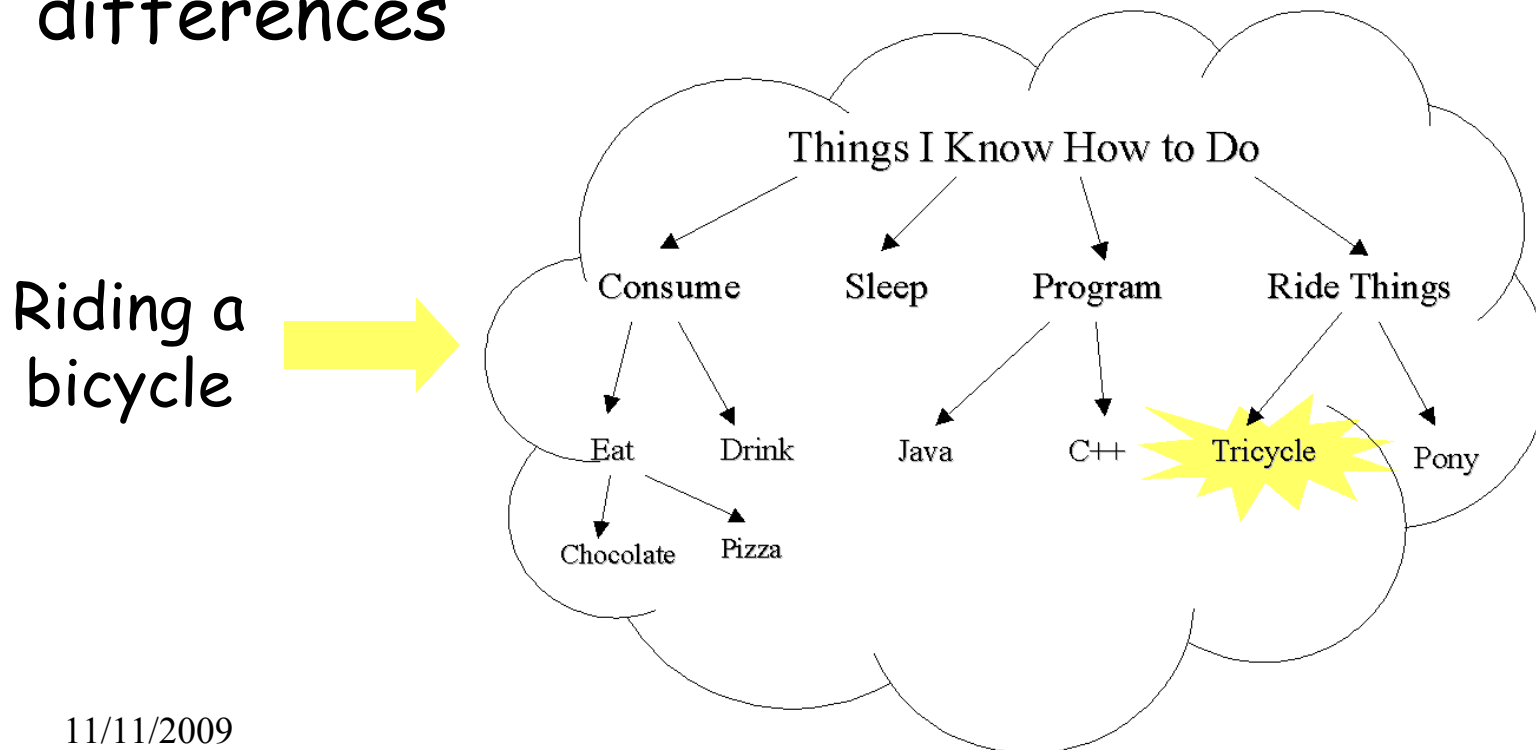 differences
Things I Know How to Do
Riding a
bicycle
Consume Sleep Program Ride Things
Eat Drink Java C++ Tricycle Pony
Chocolate Pizza
11/11/2009